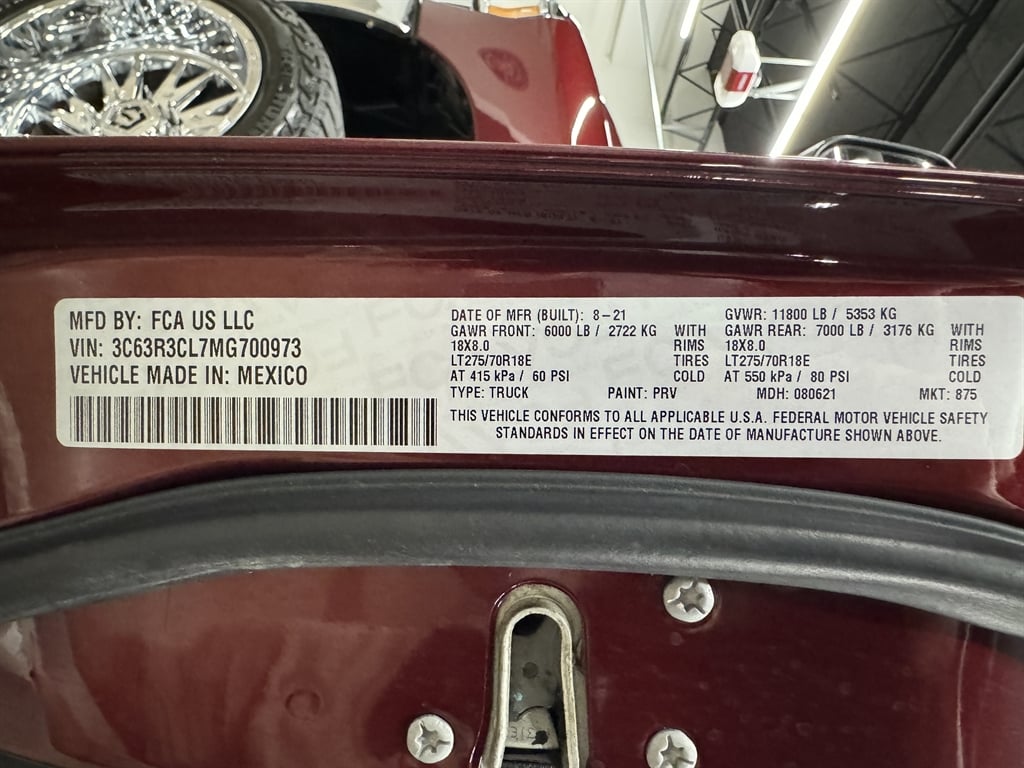 MFD BY: FCA US LLC
VIN: 3C63R3CL7MG700973
VEHICLE MADE IN: MEXICO
DATE OF MFR (BUILT): 8-21
GAWR FRONT: 6000 LB / 2722 KG WITH
18X8.0 RIMS
LT275/70R18E TIRES
AT 415 kPa / 60 PSI COLD
TYPE: TRUCK PAINT: PRV
GVWR: 11800 LB / 5353 KG
GAWR REAR: 7000 LB / 3176 KG WITH
18X8.0 RIMS
LT275/70R18E TIRES
AT 550 kPa / 80 PSI COLD
MDH: 080621 MKT: 875
THIS VEHICLE CONFORMS TO ALL APPLICABLE U.S.A. FEDERAL MOTOR VEHICLE SAFETY
STANDARDS IN EFFECT ON THE DATE OF MANUFACTURE SHOWN ABOVE.